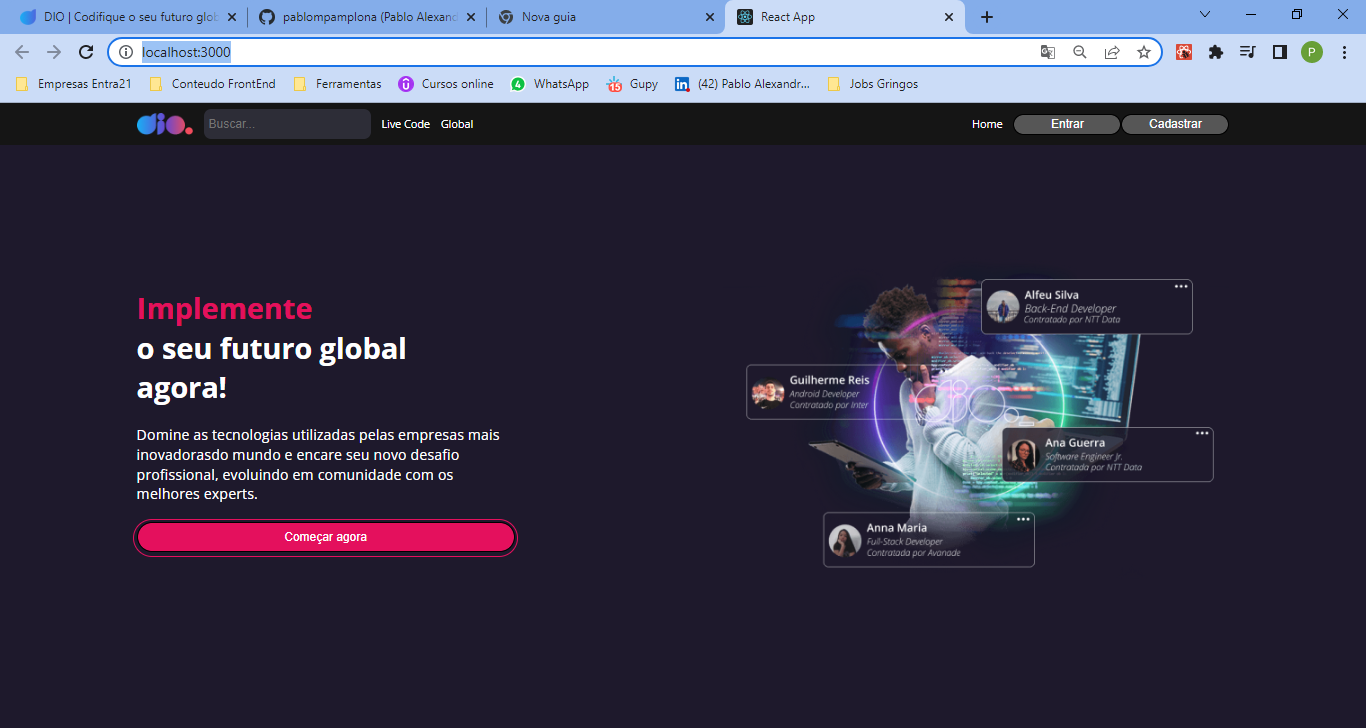 DIO | Codifique o seu futuro glob
pablompamplona (Pablo Alexand
Nova guia
React App
localhost:3000
Empresas Entra21
Conteudo FrontEnd
Ferramentas
Cursos online
4
WhatsApp
15
Gupy
(42) Pablo Alexandr...
Jobs Gringos
P
dio.
Buscar...
Live Code
Global
Home
Entrar
Cadastrar
Implemente
o seu futuro global
agora!
Domine as tecnologias utilizadas pelas empresas mais
inovadorasdo mundo e encare seu novo desafio
profissional, evoluindo em comunidade com os
melhores experts.
Começar agora
Alfeu Silva
Back-End Developer
Contratado por NTT Data
Guilherme Reis
Android Developer
Contratado por Inter
Ana Guerra
Software Engineer Jr.
Contratada por NTT Data
Anna Maria
Full-Stack Developer
Contratada por Avanade